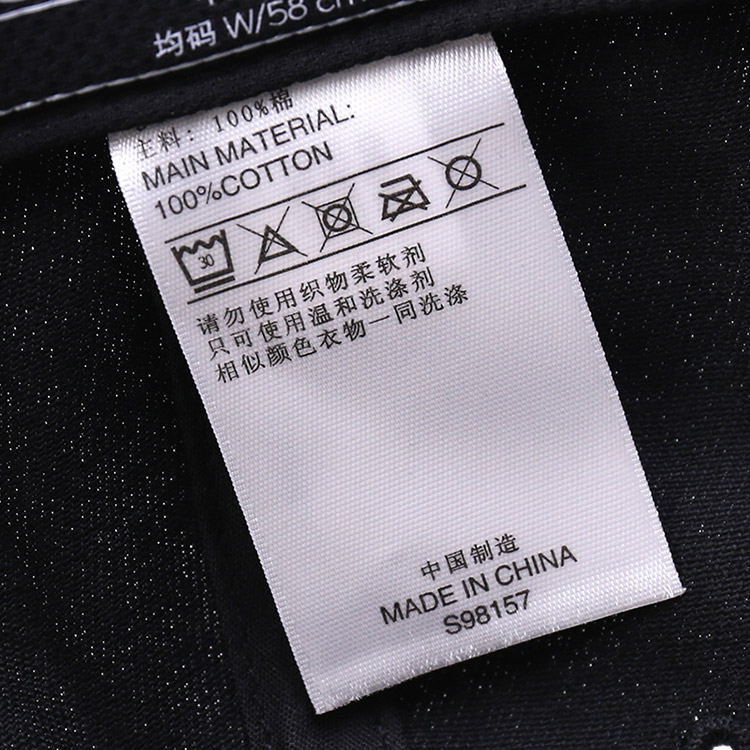 均码 W/58 cm
主料: 100%棉
MAIN MATERIAL:
100%COTTON
30
请勿使用织物柔软剂
只可使用温和洗涤剂
相似颜色衣物一同洗涤
中国制造
MADE IN CHINA
S98157